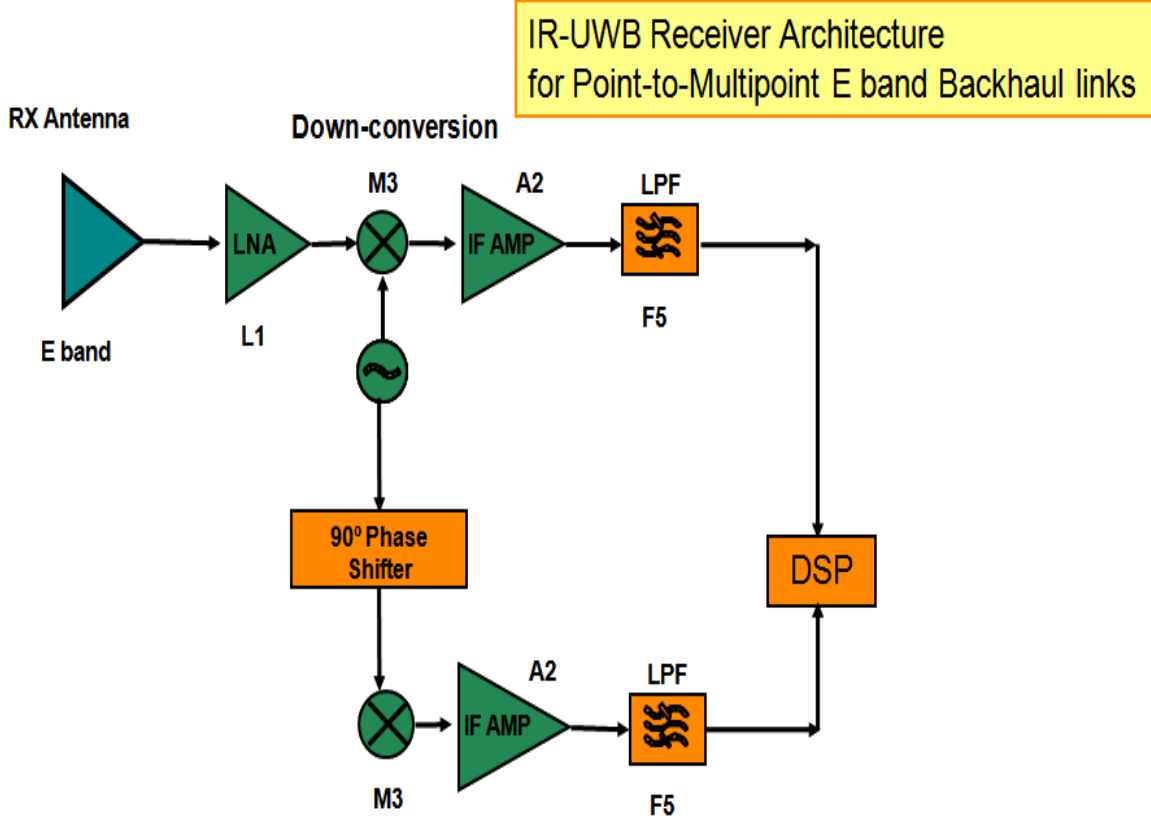 IR-UWB Receiver Architecture
for Point-to-Multipoint E band Backhaul links
RX Antenna
Down-conversion
M3
A2
LPF
LNA
IF AMP
L1
F5
E band
90º Phase
Shifter
DSP
A2
LPF
IF AMP
M3
F5